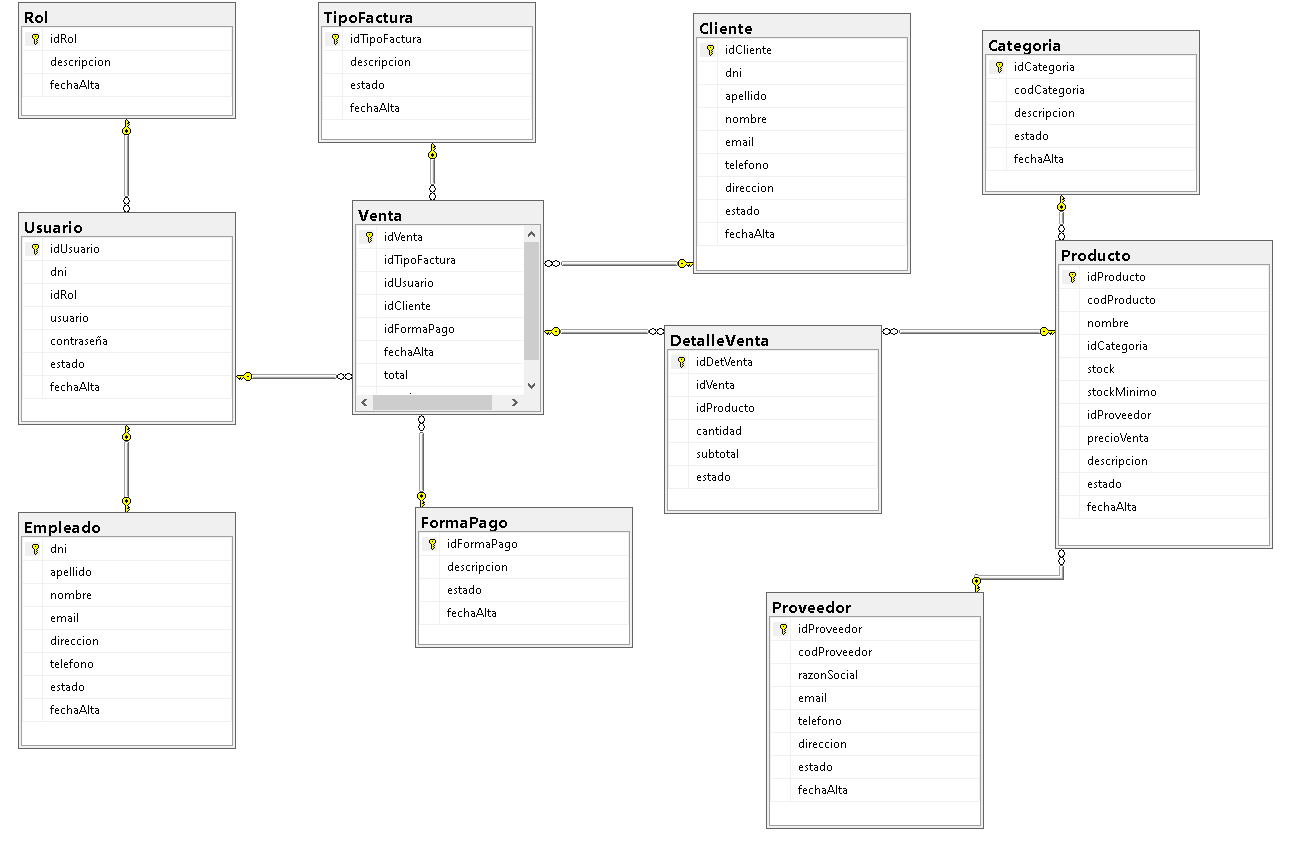 Rol
idRol
descripcion
fechaAlta
TipoFactura
idTipoFactura
descripcion
estado
fechaAlta
Cliente
idCliente
dni
apellido
nombre
email
telefono
direccion
estado
fechaAlta
Categoria
idCategoria
codCategoria
descripcion
estado
fechaAlta
Usuario
idUsuario
dni
idRol
usuario
contraseña
estado
fechaAlta
Venta
idVenta
idTipoFactura
idUsuario
idCliente
idFormaPago
fechaAlta
total
DetalleVenta
idDetVenta
idVenta
idProducto
cantidad
subtotal
estado
Producto
idProducto
codProducto
nombre
idCategoria
stock
stockMinimo
idProveedor
precioVenta
descripcion
estado
fechaAlta
Empleado
dni
apellido
nombre
email
direccion
telefono
estado
fechaAlta
FormaPago
idFormaPago
descripcion
estado
fechaAlta
Proveedor
idProveedor
codProveedor
razonSocial
email
telefono
direccion
estado
fechaAlta